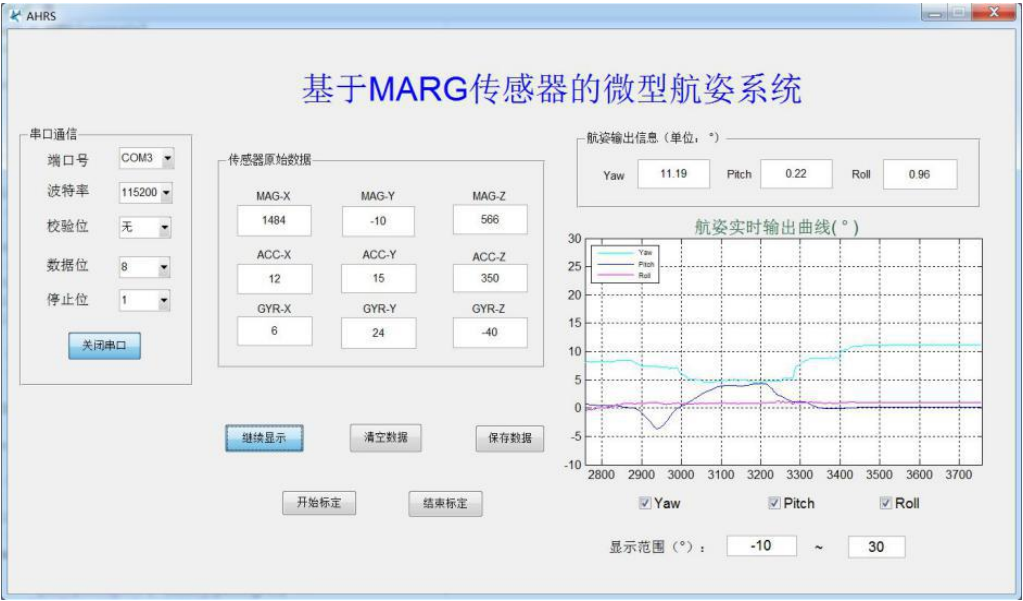 AHRS
基于MARG传感器的微型航姿系统
串口通信
端口号 COM3
波特率 115200
校验位 无
数据位 8
停止位 1
关闭串口
传感器原始数据
MAG-X MAG-Y MAG-Z
1484 -10 566
ACC-X ACC-Y ACC-Z
12 15 350
GYR-X GYR-Y GYR-Z
6 24 -40
继续显示 清空数据 保存数据
开始标定 结束标定
航姿输出信息（单位：°）
Yaw 11.19 Pitch 0.22 Roll 0.96
航姿实时输出曲线(°)
Yaw
Pitch
Roll
30
25
20
15
10
5
0
-5
-10
2800 2900 3000 3100 3200 3300 3400 3500 3600 3700
Yaw Pitch Roll
显示范围（°）： -10 ~ 30